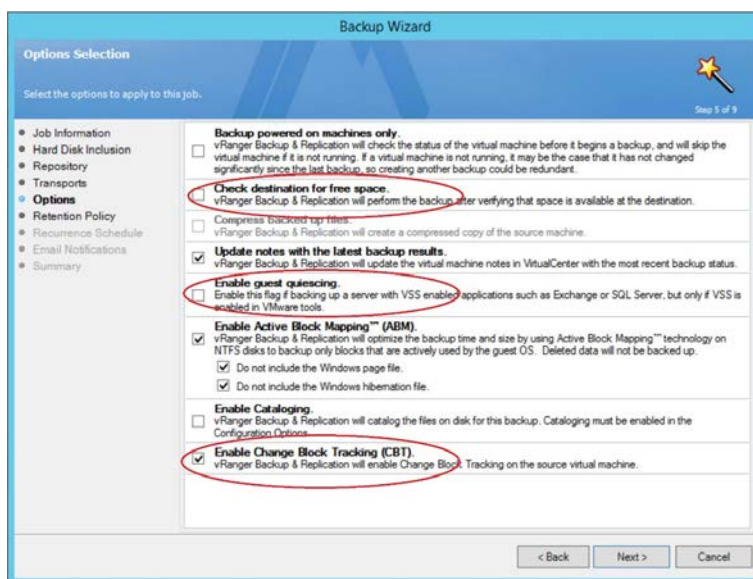 Backup Wizard
Options Selection
Select the options to apply to this job.
Step 5 of 9
Job Information
Hard Disk Inclusion
Repository
Transports
Options
Retention Policy
Recurrence Schedule
Email Notifications
Summary
Backup powered on machines only.
vRanger Backup & Replication will check the status of the virtual machine before it begins a backup, and will skip the
virtual machine if it is not running. If a virtual machine is not running, it may be the case that it has not changed
significantly since the last backup, so creating another backup could be redundant.
Check destination for free space.
vRanger Backup & Replication will perform the backup after verifying that space is available at the destination.
Compress backed up files.
vRanger Backup & Replication will create a compressed copy of the source machine.
Update notes with the latest backup results.
vRanger Backup & Replication will update the virtual machine notes in VirtualCenter with the most recent backup status.
Enable guest quiescing.
Enable this flag if backing up a server with VSS enabled applications such as Exchange or SQL Server, but only if VSS is
enabled in VMware tools.
Enable Active Block Mapping™ (ABM).
vRanger Backup & Replication will optimize the backup time and size by using Active Block Mapping™ technology on
NTFS disks to backup only blocks that are actively used by the guest OS. Deleted data will not be backed up.
Do not include the Windows page file.
Do not include the Windows hibernation file.
Enable Cataloging.
vRanger Backup & Replication will catalog the files on disk for this backup. Cataloging must be enabled in the
Configuration Options.
Enable Change Block Tracking (CBT).
vRanger Backup & Replication will enable Change Block Tracking on the source virtual machine.
< Back
Next >
Cancel